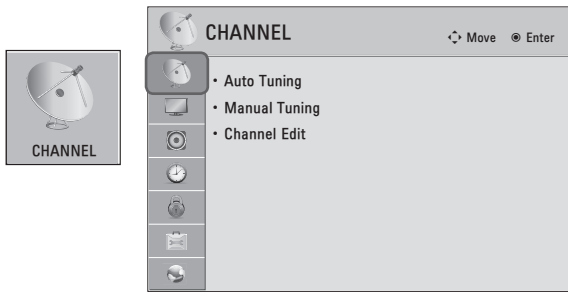 CHANNEL
CHANNEL Move Enter
• Auto Tuning
• Manual Tuning
• Channel Edit